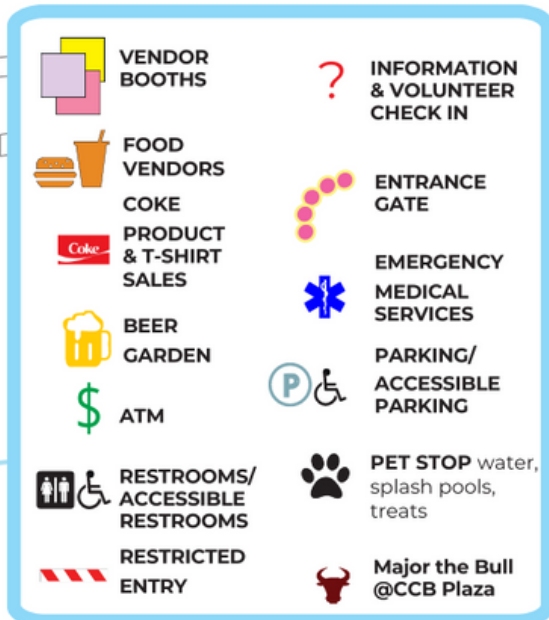 VENDOR
BOOTHS
FOOD
VENDORS
COKE
Coke
PRODUCT
& T-SHIRT
SALES
BEER
GARDEN
$
ATM
RESTROOMS/
ACCESSIBLE
RESTROOMS
RESTRICTED
ENTRY
?
INFORMATION
& VOLUNTEER
CHECK IN
ENTRANCE
GATE
EMERGENCY
MEDICAL
SERVICES
P
PARKING/
ACCESSIBLE
PARKING
PET STOP water,
splash pools,
treats
Major the Bull
@CCB Plaza